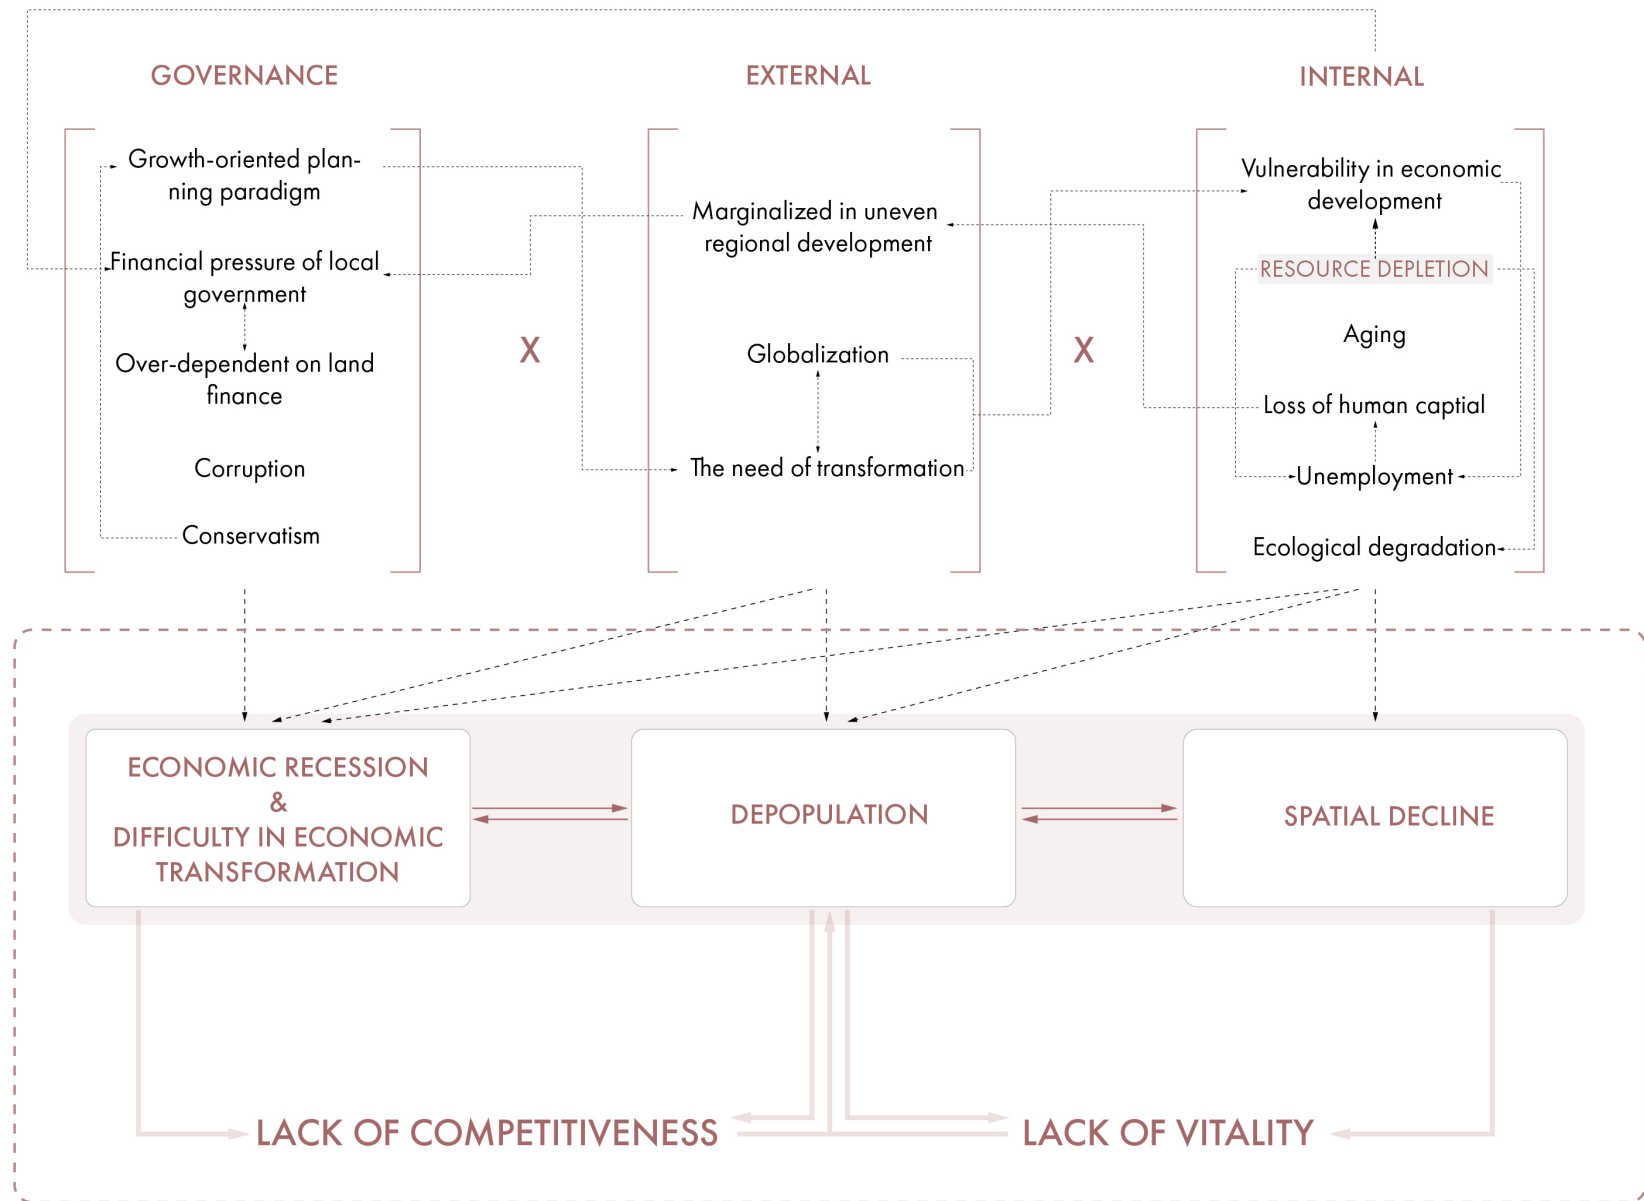 GOVERNANCE
Growth-oriented plan-
ning paradigm
Financial pressure of local
government
Over-dependent on land
finance
Corruption
Conservatism
X
EXTERNAL
Marginalized in uneven
regional development
Globalization
The need of transformation
X
INTERNAL
Vulnerability in economic
development
RESOURCE DEPLETION
Aging
Loss of human captial
Unemployment
Ecological degradation
ECONOMIC RECESSION
&
DIFFICULTY IN ECONOMIC
TRANSFORMATION
DEPOPULATION
SPATIAL DECLINE
LACK OF COMPETITIVENESS
LACK OF VITALITY